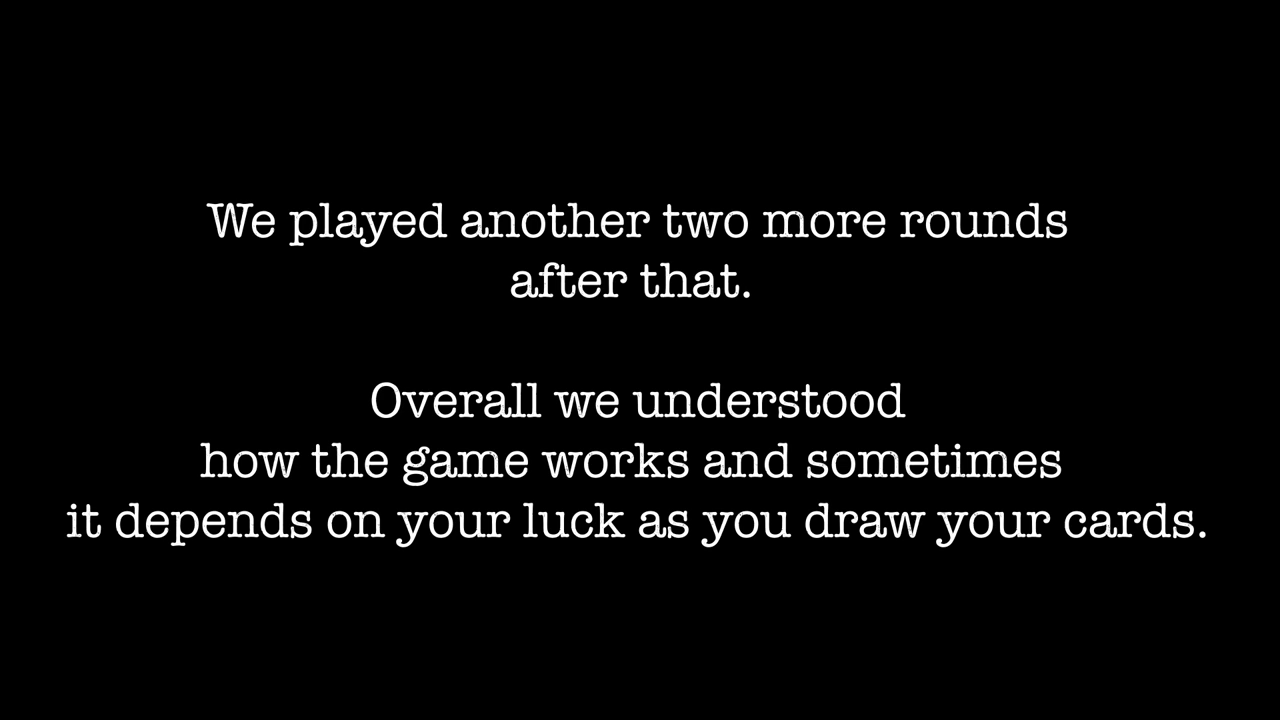 We played another two more rounds
after that.
Overall we understood
how the game works and sometimes
it depends on your luck as you draw your cards.